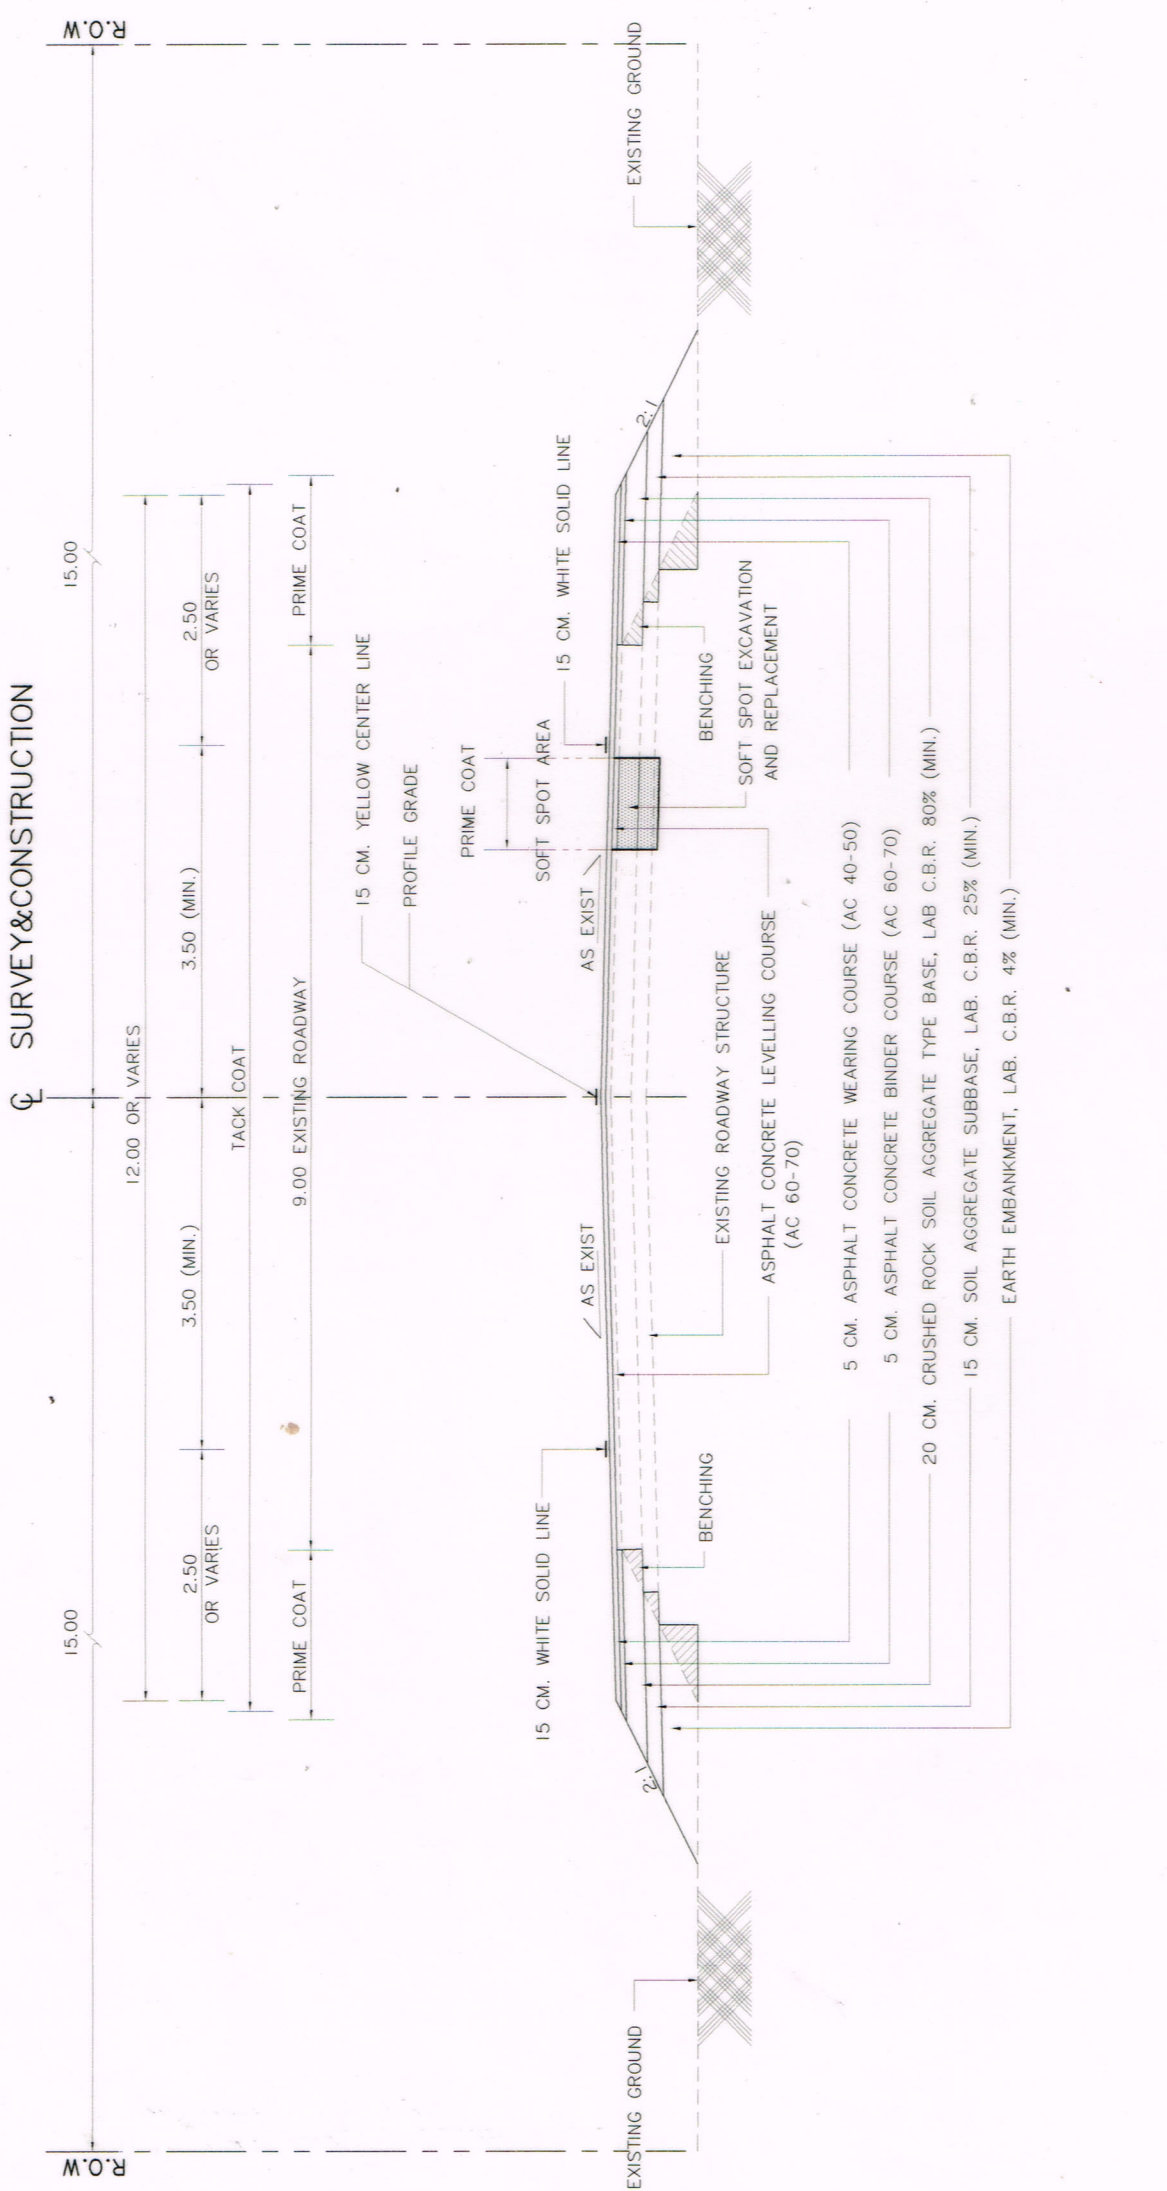 ℄ SURVEY&CONSTRUCTION
R.O.W
R.O.W
15.00
15.00
12.00 OR VARIES
2.50
OR VARIES
3.50 (MIN.)
3.50 (MIN.)
2.50
OR VARIES
TACK COAT
PRIME COAT
9.00 EXISTING ROADWAY
PRIME COAT
15 CM. YELLOW CENTER LINE
PROFILE GRADE
PRIME COAT
SOFT SPOT AREA
15 CM. WHITE SOLID LINE
15 CM. WHITE SOLID LINE
AS EXIST
AS EXIST
EXISTING GROUND
EXISTING GROUND
2:1
2:1
BENCHING
BENCHING
EXISTING ROADWAY STRUCTURE
SOFT SPOT EXCAVATION
AND REPLACEMENT
ASPHALT CONCRETE LEVELLING COURSE
(AC 60-70)
5 CM. ASPHALT CONCRETE WEARING COURSE (AC 40-50)
5 CM. ASPHALT CONCRETE BINDER COURSE (AC 60-70)
20 CM. CRUSHED ROCK SOIL AGGREGATE TYPE BASE, LAB C.B.R. 80% (MIN.)
15 CM. SOIL AGGREGATE SUBBASE, LAB. C.B.R. 25% (MIN.)
EARTH EMBANKMENT, LAB. C.B.R. 4% (MIN.)